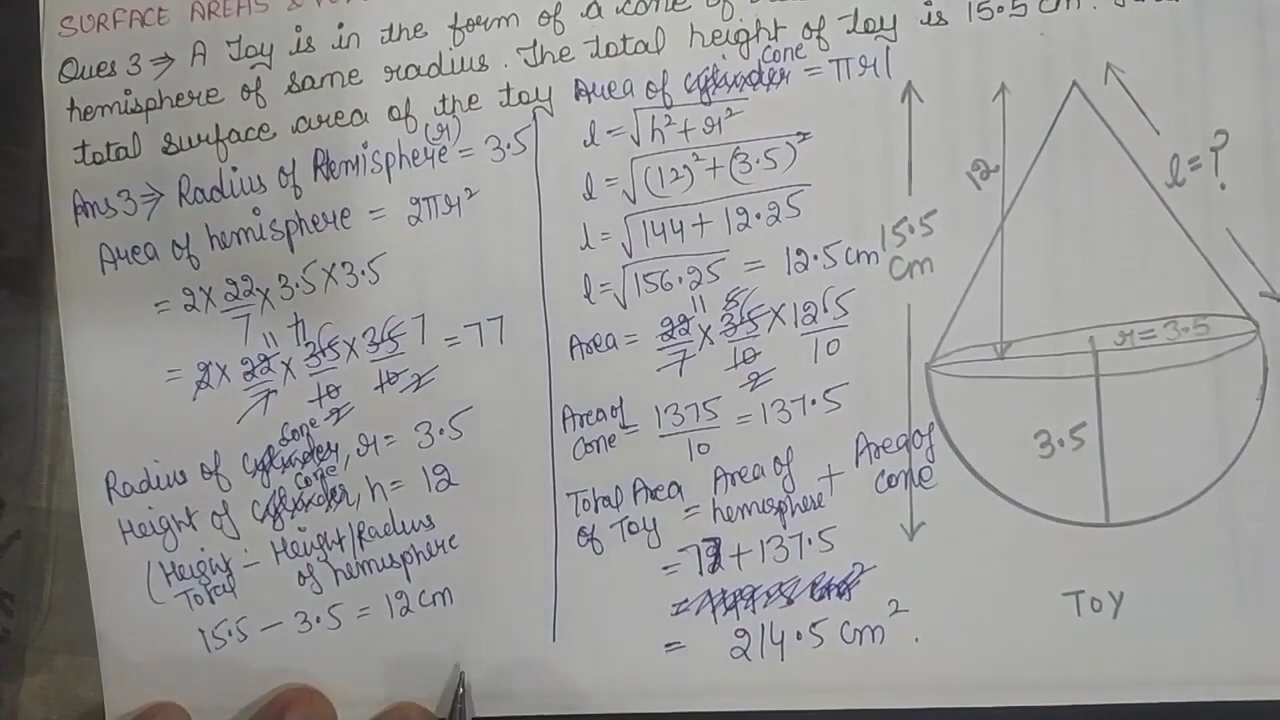 SURFACE AREAS &
Ques 3 ⇒ A Toy is in the form of a cone of
hemisphere of same radius. The total height of toy is 15.5 cm.
total surface area of the toy
Ans 3 ⇒ Radius of Hemisphere (r) = 3.5
Area of hemisphere = 2πr²
= 2 × 22/7 × 3.5 × 3.5
= 2 × 22/7 × 35/10 × 35/10 = 77
Radius of cone, r = 3.5
Height of cone, h = 12
(Height Total - Height/Radius
of hemisphere
15.5 - 3.5 = 12 cm
Area of cone = πrl
l = √h² + r²
l = √(12)² + (3.5)²
l = √144 + 12.25
l = √156.25 = 12.5 cm
Area = 22/7 × 35/10 × 125/10
Area of cone = 1375/10 = 137.5
Total Area of Toy = Area of hemisphere + Area of cone
= 77 + 137.5
= 214.5 cm².
12
l = ?
15.5
cm
r = 3.5
3.5
TOY